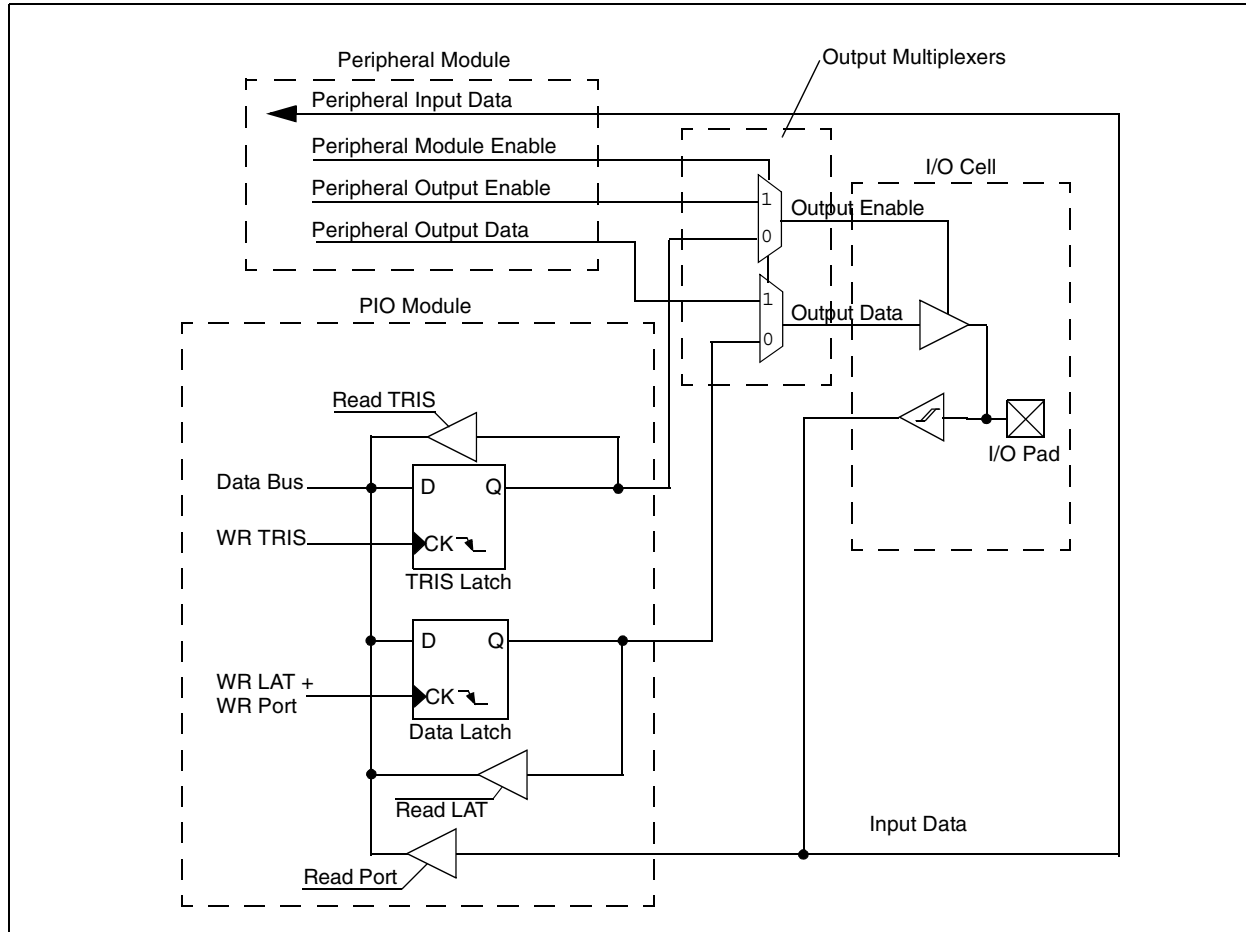 Peripheral Module
Output Multiplexers
Peripheral Input Data
Peripheral Module Enable
Peripheral Output Enable
Peripheral Output Data
1
0
Output Enable
I/O Cell
1
0
Output Data
PIO Module
Read TRIS
I/O Pad
Data Bus
D
Q
WR TRIS
CK
TRIS Latch
D
Q
WR LAT +
WR Port
CK
Data Latch
Read LAT
Input Data
Read Port